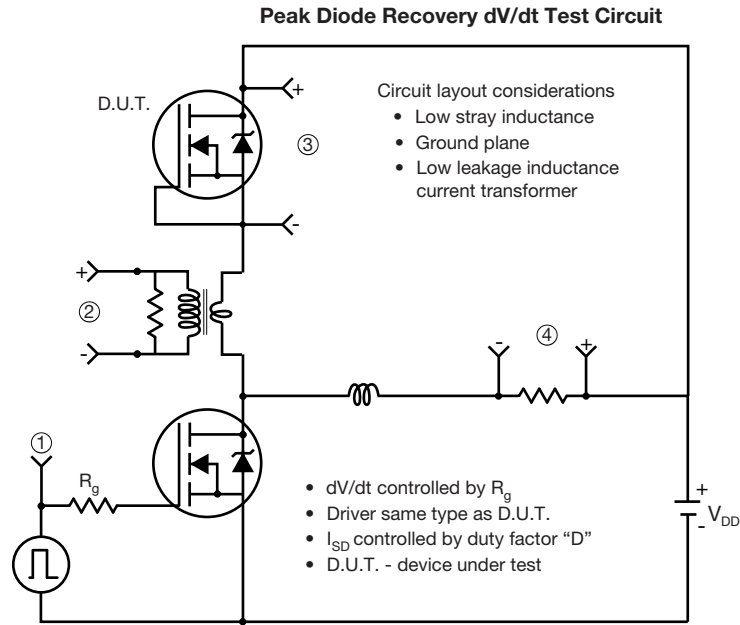 Peak Diode Recovery dV/dt Test Circuit
D.U.T.
+
③
-
Circuit layout considerations
• Low stray inductance
• Ground plane
• Low leakage inductance
current transformer
+
②
-
-
④
+
①
Rg
• dV/dt controlled by Rg
• Driver same type as D.U.T.
• ISD controlled by duty factor “D”
• D.U.T. - device under test
+
VDD
-